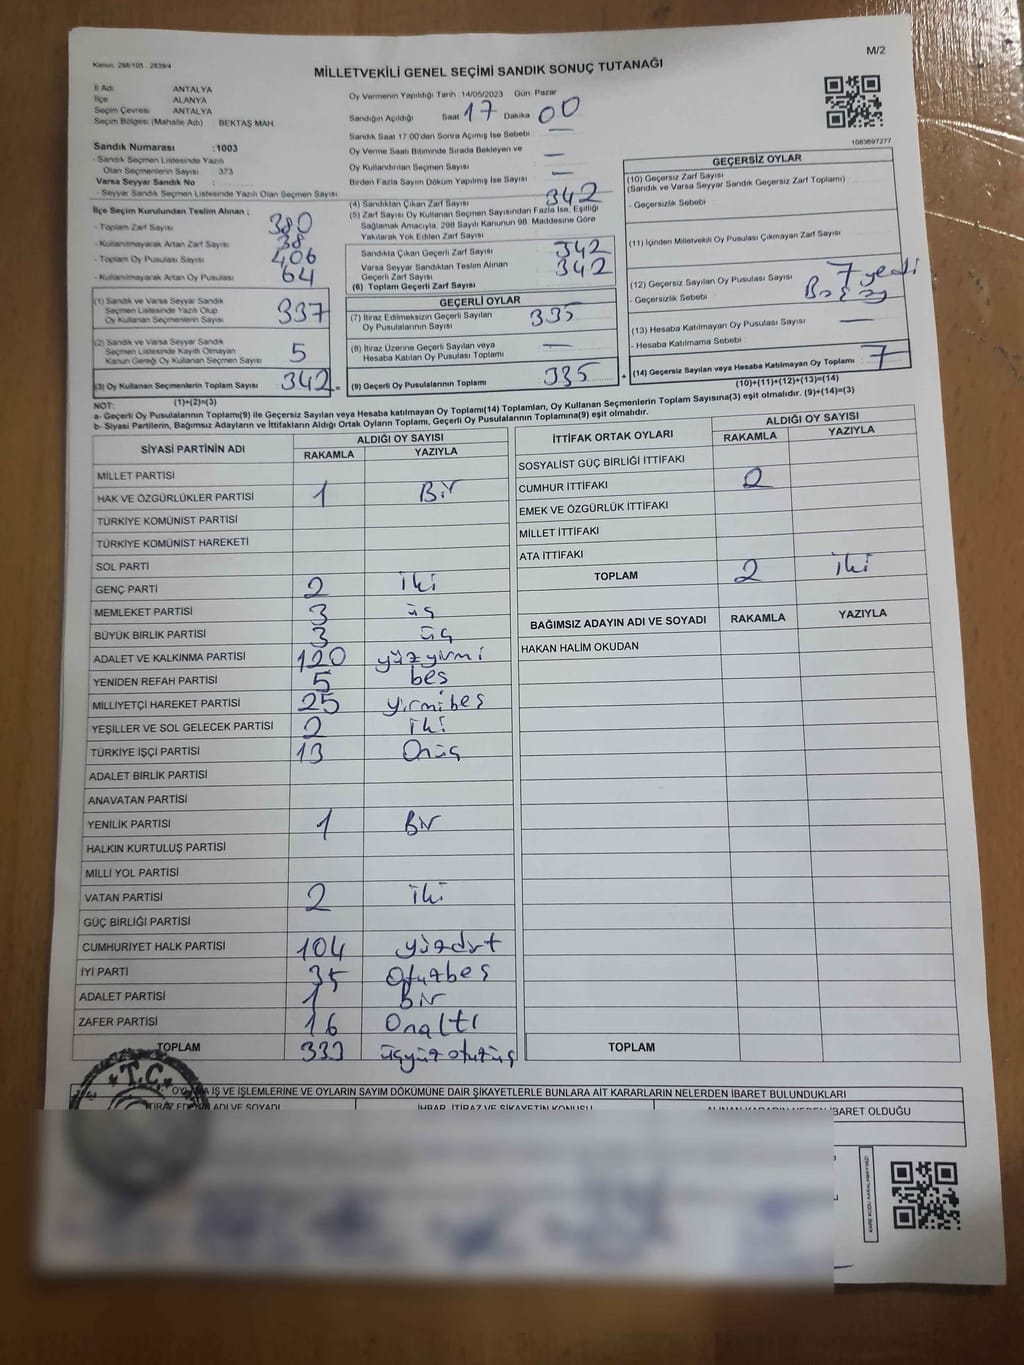 Kanun: 298/105 - 2839/4
M/2
MİLLETVEKİLİ GENEL SEÇİMİ SANDIK SONUÇ TUTANAĞI
İl Adı ANTALYA
İlçe ALANYA
Seçim Çevresi ANTALYA
Seçim Bölgesi (Mahalle Adı) BEKTAŞ MAH.
Sandık Numarası :1003
- Sandık Seçmen Listesinde Yazılı
Olan Seçmenlerin Sayısı : 373
Varsa Seyyar Sandık No :
- Seyyar Sandık Seçmen Listesinde Yazılı Olan Seçmen Sayısı
İlçe Seçim Kurulundan Teslim Alınan ;
- Toplam Zarf Sayısı 380
- Kullanılmayarak Artan Zarf Sayısı 38
- Toplam Oy Pusulası Sayısı 406
- Kullanılmayarak Artan Oy Pusulası 64
(1) Sandık ve Varsa Seyyar Sandık
Seçmen Listesinde Yazılı Olup
Oy Kullanan Seçmenlerin Sayısı 337
(2) Sandık ve Varsa Seyyar Sandık
Seçmen Listesinde Kayıtlı Olmayan
Kanun Gereği Oy Kullanan Seçmen Sayısı 5
(3) Oy Kullanan Seçmenlerin Toplam Sayısı 342 =
(1)+(2)=(3)
Oy Vermenin Yapıldığı Tarih 14/05/2023 Gün: Pazar
Sandığın Açıldığı Saat 17 Dakika 00
Sandık Saat 17:00'den Sonra Açılmış İse Sebebi —
Oy Verme Saati Bitiminde Sırada Bekleyen ve
Oy Kullandırılan Seçmen Sayısı —
Birden Fazla Sayım Döküm Yapılmış İse Sayısı —
(4) Sandıktan Çıkan Zarf Sayısı 342
(5) Zarf Sayısı Oy Kullanan Seçmen Sayısından Fazla İse, Eşitliği
Sağlamak Amacıyla, 298 Sayılı Kanunun 98. Maddesine Göre
Yakılarak Yok Edilen Zarf Sayısı
Sandıkta Çıkan Geçerli Zarf Sayısı 342
Varsa Seyyar Sandıktan Teslim Alınan
Geçerli Zarf Sayısı 342
(6) Toplam Geçerli Zarf Sayısı
GEÇERLİ OYLAR
(7) İtiraz Edilmeksizin Geçerli Sayılan
Oy Pusulalarının Sayısı 335
(8) İtiraz Üzerine Geçerli Sayılan veya
Hesaba Katılan Oy Pusulası Toplamı —
(9) Geçerli Oy Pusulalarının Toplamı 335 +
1063697277
GEÇERSİZ OYLAR
(10) Geçersiz Zarf Sayısı
(Sandık ve Varsa Seyyar Sandık Geçersiz Zarf Toplamı)
- Geçersizlik Sebebi
(11) İçinden Milletvekili Oy Pusulası Çıkmayan Zarf Sayısı
(12) Geçersiz Sayılan Oy Pusulası Sayısı 7 yedi
- Geçersizlik Sebebi
(13) Hesaba Katılmayan Oy Pusulası Sayısı —
- Hesaba Katılmama Sebebi
(14) Geçersiz Sayılan veya Hesaba Katılmayan Oy Toplamı 7
(10)+(11)+(12)+(13)=(14)
NOT:
a- Geçerli Oy Pusulalarının Toplamı(9) ile Geçersiz Sayılan veya Hesaba katılmayan Oy Toplamı(14) Toplamları, Oy Kullanan Seçmenlerin Toplam Sayısına(3) eşit olmalıdır. (9)+(14)=(3)
b- Siyasi Partilerin, Bağımsız Adayların ve İttifakların Aldığı Ortak Oyların Toplamı, Geçerli Oy Pusulalarının Toplamına(9) eşit olmalıdır.
SİYASİ PARTİNİN ADI ALDIĞI OY SAYISI
RAKAMLA YAZIYLA
MİLLET PARTİSİ
HAK VE ÖZGÜRLÜKLER PARTİSİ 1 Bir
TÜRKİYE KOMÜNİST PARTİSİ
TÜRKİYE KOMÜNİST HAREKETİ
SOL PARTİ
GENÇ PARTİ 2 iki
MEMLEKET PARTİSİ 3 üç
BÜYÜK BİRLİK PARTİSİ 3 üç
ADALET VE KALKINMA PARTİSİ 120 yüzyirmi
YENİDEN REFAH PARTİSİ 5 beş
MİLLİYETÇİ HAREKET PARTİSİ 25 yirmibeş
YEŞİLLER VE SOL GELECEK PARTİSİ 2 iki
TÜRKİYE İŞÇİ PARTİSİ 13 Onüç
ADALET BİRLİK PARTİSİ
ANAVATAN PARTİSİ
YENİLİK PARTİSİ 1 Bir
HALKIN KURTULUŞ PARTİSİ
MİLLİ YOL PARTİSİ
VATAN PARTİSİ 2 iki
GÜÇ BİRLİĞİ PARTİSİ
CUMHURİYET HALK PARTİSİ 104 yüzdört
İYİ PARTİ 35 Otuzbeş
ADALET PARTİSİ 1 bir
ZAFER PARTİSİ 16 Onaltı
TOPLAM 333 üçyüzotuzüç
İTTİFAK ORTAK OYLARI ALDIĞI OY SAYISI
RAKAMLA YAZIYLA
SOSYALİST GÜÇ BİRLİĞİ İTTİFAKI
CUMHUR İTTİFAKI 2
EMEK VE ÖZGÜRLÜK İTTİFAKI
MİLLET İTTİFAKI
ATA İTTİFAKI
TOPLAM 2 iki
BAĞIMSIZ ADAYIN ADI VE SOYADI RAKAMLA YAZIYLA
HAKAN HALİM OKUDAN
TOPLAM
T.C.
İŞ VE İŞLEMLERİNE VE OYLARIN SAYIM DÖKÜMÜNE DAİR ŞİKAYETLERLE BUNLARA AİT KARARLARIN NELERDEN İBARET BULUNDUKLARI
ADI VE SOYADI İHBAR, İTİRAZ VE ŞİKAYETİN KONUSU ALINAN KARARIN NEDEN İBARET OLDUĞU
KARE KODU KARALAMAYINIZ!